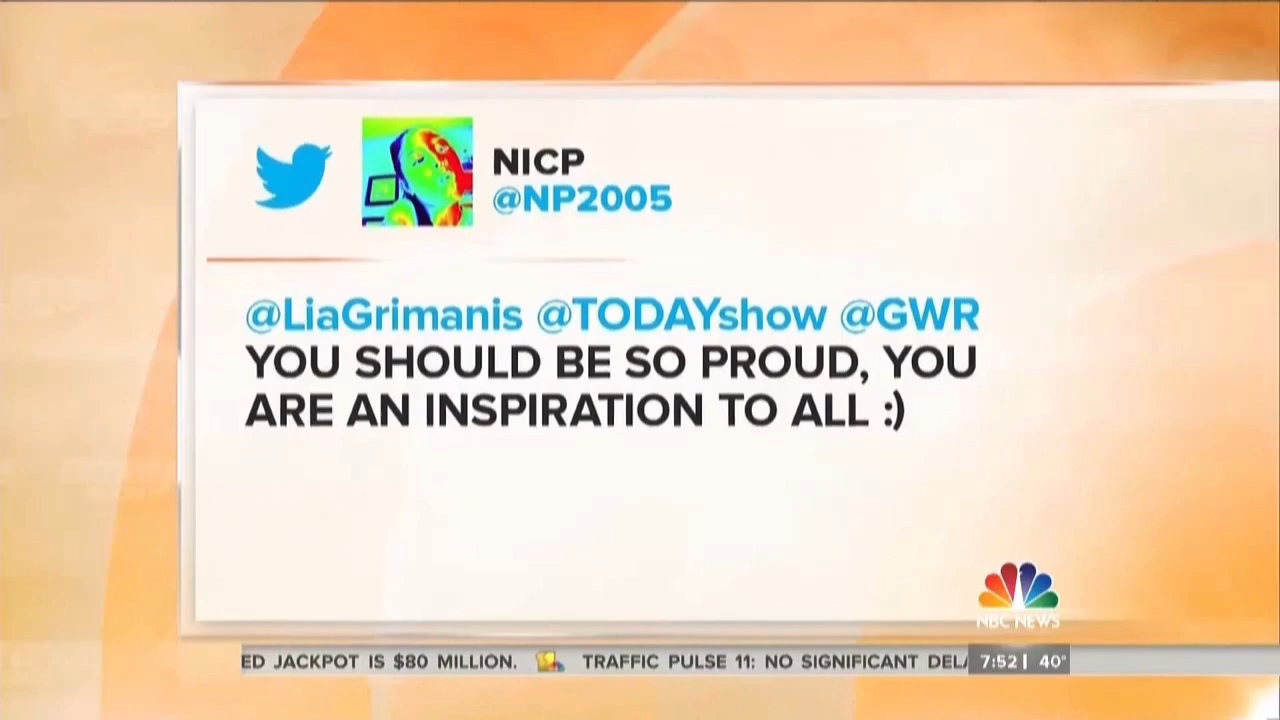 NICP
@NP2005
@LiaGrimanis @TODAYshow @GWR
YOU SHOULD BE SO PROUD, YOU
ARE AN INSPIRATION TO ALL :)
NBC NEWS
ED JACKPOT IS $80 MILLION. TRAFFIC PULSE 11: NO SIGNIFICANT DELA 7:52 | 40°